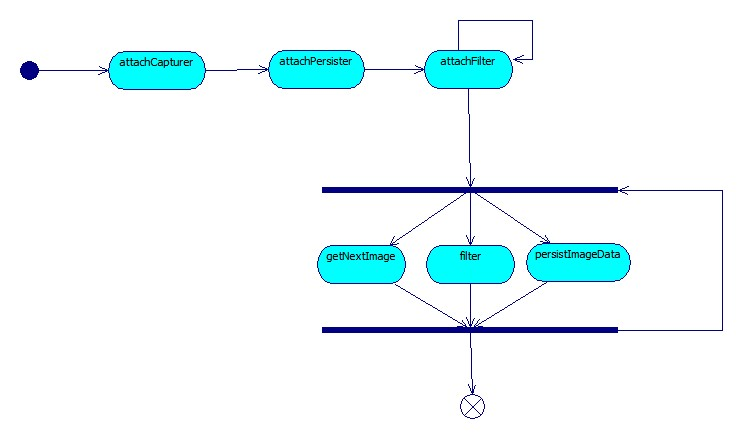 attachCapturer
attachPersister
attachFilter
getNextImage
filter
persistImageData